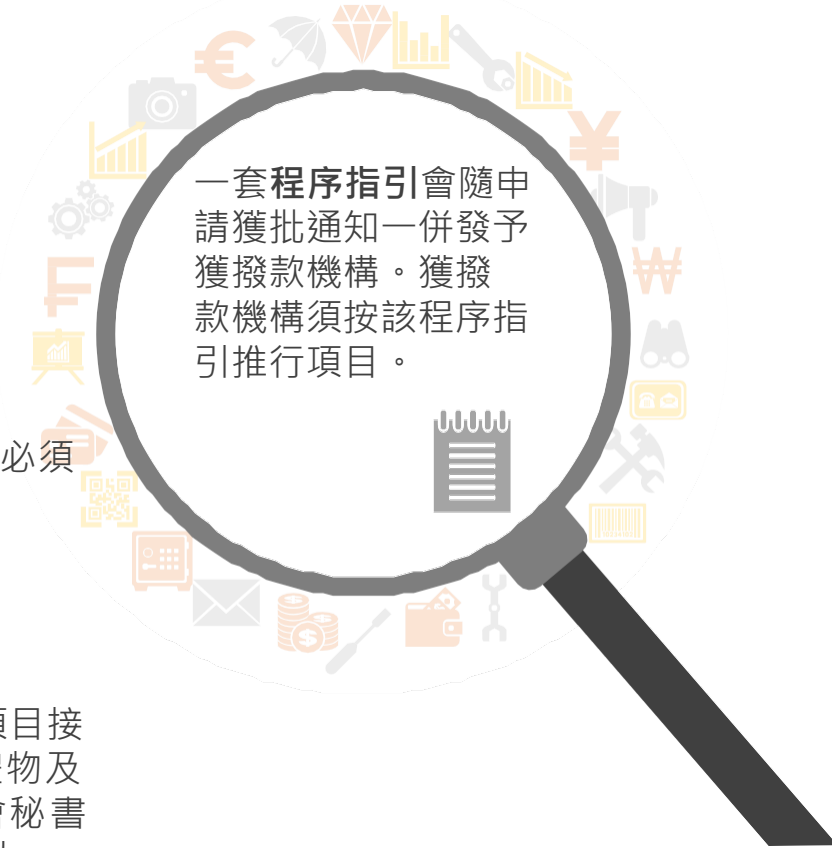 一套程序指引會隨申
請獲批通知一併發予
獲撥款機構。獲撥
款機構須按該程序指
引推行項目。
必須
項目接
物及
會秘書